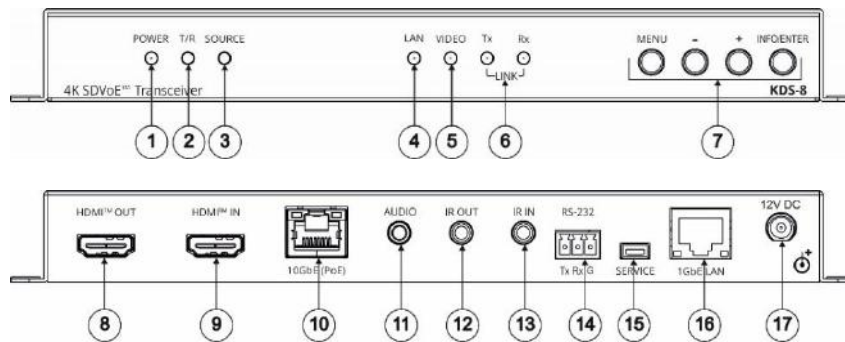 POWER T/R SOURCE LAN VIDEO Tx Rx MENU - + INFO/ENTER
LINK
4K SDVoE™ Transceiver KDS-8
1 2 3 4 5 6 7
HDMI™ OUT HDMI™ IN AUDIO IR OUT IR IN RS-232 12V DC
10GbE (PoE) Tx Rx G SERVICE 1GbE LAN +
8 9 10 11 12 13 14 15 16 17